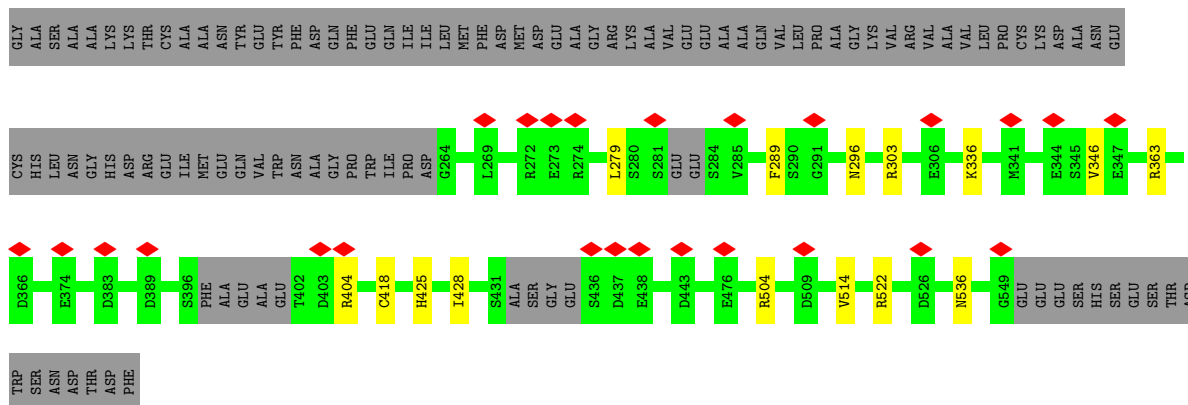 GLY ALA SER ALA ALA LYS LYS THR CYS ALA ALA ASN TYR GLU TYR PHE ASP GLN PHE GLU GLN ILE ILE LEU MET PHE ASP MET ASP GLU ALA GLY ARG LYS ALA VAL GLU GLU ALA ALA GLN VAL LEU PRO ALA GLY LYS VAL ARG VAL ALA VAL LEU PRO CYS LYS ASP ALA ASN GLU
CYS HIS LEU ASN GLY HIS ASP ARG GLU ILE MET GLU GLN VAL TRP ASN ALA GLY PRO TRP ILE PRO ASP G264 L269 R272 E273 R274 L279 S280 S281 GLU GLU S284 V285 F289 S290 G291 N296 R303 E306 K336 M341 E344 S345 V346 E347 R363
D366 E374 D383 D389 S396 PHE ALA GLU ALA GLU T402 D403 R404 C418 H425 I428 S431 ALA SER GLY GLU S436 D437 E438 D443 E476 R504 D509 V514 R522 D526 N536 G549 GLU GLU GLU SER HIS SER GLU SER THR ASP
TRP SER ASN ASP THR ASP PHE